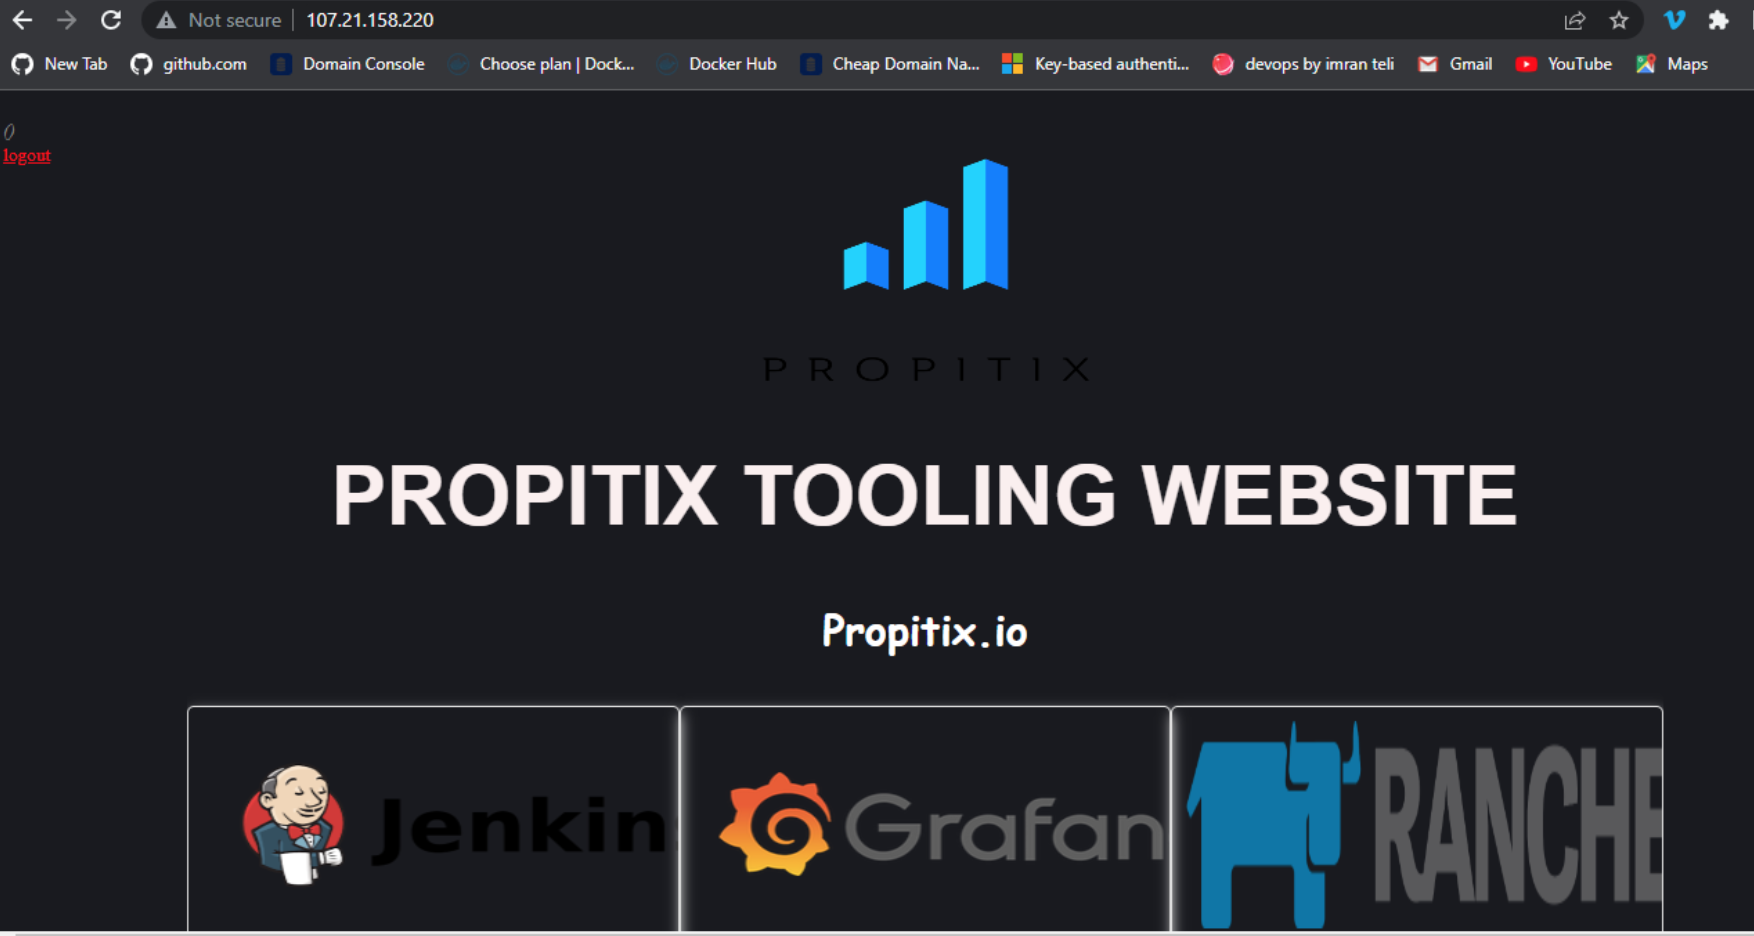 Not secure 107.21.158.220
New Tab github.com Domain Console Choose plan | Dock... Docker Hub Cheap Domain Na... Key-based authenti... devops by imran teli Gmail YouTube Maps
()
logout
PROPITIX
PROPITIX TOOLING WEBSITE
Propitix.io
Jenkin Grafan RANCHE